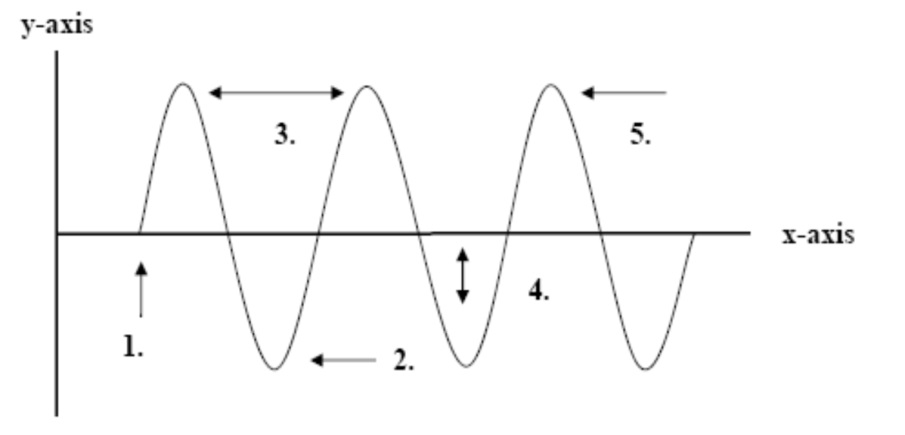 y-axis
3.
5.
x-axis
4.
1.
2.